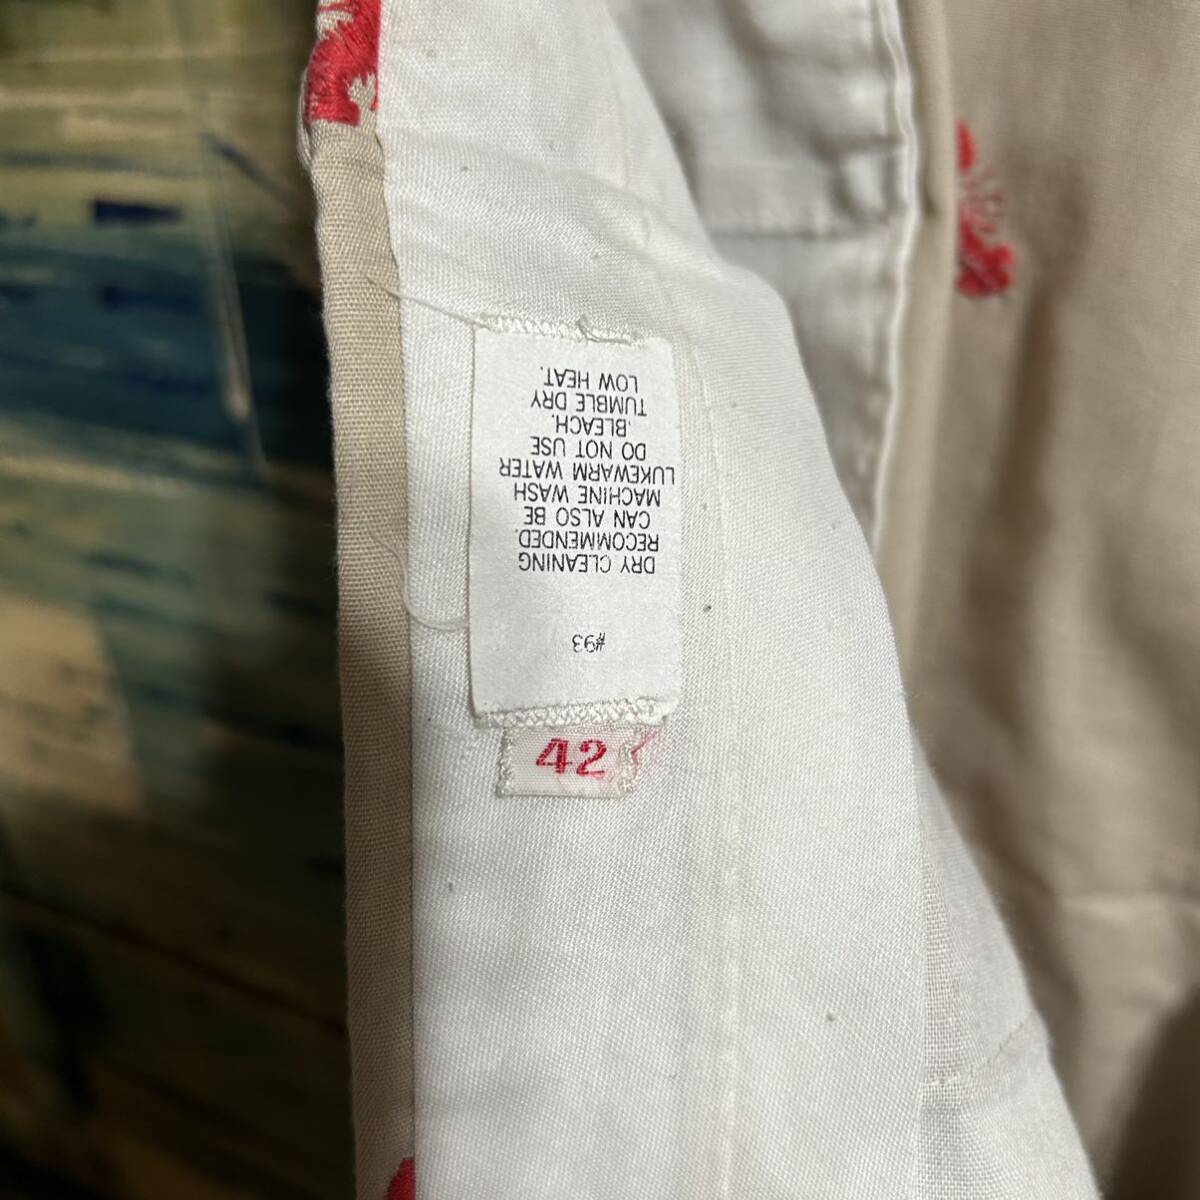 #93
DRY CLEANING
RECOMMENDED.
CAN ALSO BE
MACHINE WASH
LUKEWARM WATER
DO NOT USE
BLEACH.
TUMBLE DRY
LOW HEAT.
42